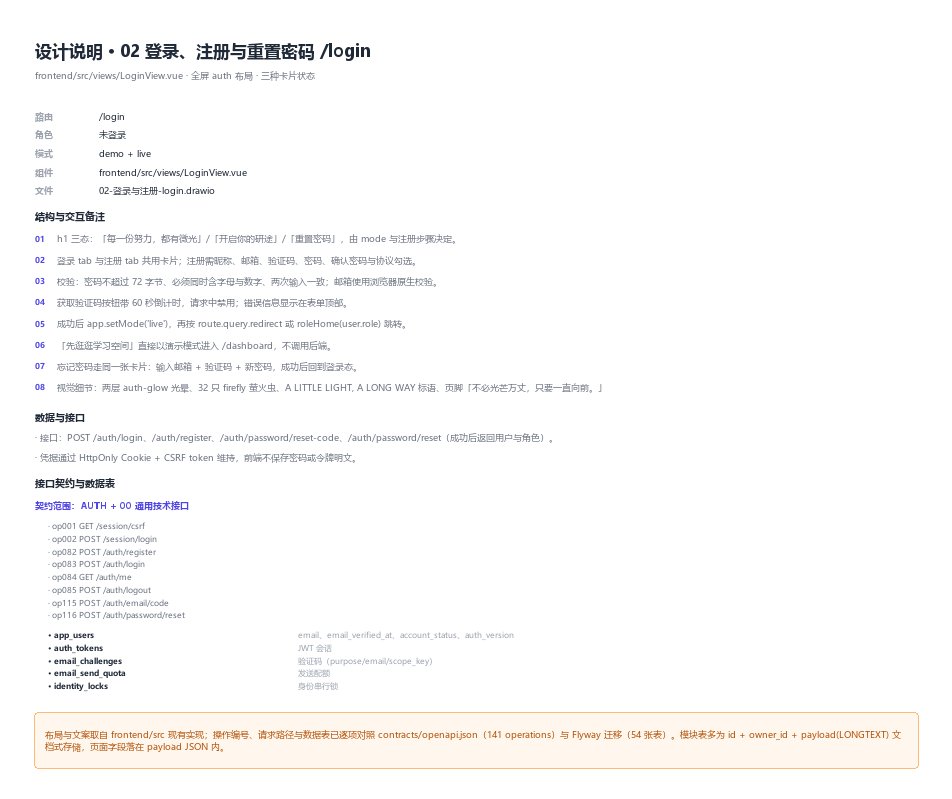 设计说明 • 02 登录、注册与重置密码 /login
frontend/src/views/LoginView.vue · 全屏 auth 布局 · 三种卡片状态
路由 /login
角色 未登录
模式 demo + live
组件 frontend/src/views/LoginView.vue
文件 02-登录与注册-login.drawio
结构与交互备注
01 h1 三态：「每一份努力，都有微光」/「开启你的研途」/「重置密码」，由 mode 与注册步骤决定。
02 登录 tab 与注册 tab 共用卡片；注册需昵称、邮箱、验证码、密码、确认密码与协议勾选。
03 校验：密码不超过 72 字节、必须同时含字母与数字、两次输入一致；邮箱使用浏览器原生校验。
04 获取验证码按钮带 60 秒倒计时，请求中禁用；错误信息显示在表单顶部。
05 成功后 app.setMode('live')，再按 route.query.redirect 或 roleHome(user.role) 跳转。
06 「先逛逛学习空间」直接以演示模式进入 /dashboard，不调用后端。
07 忘记密码走同一张卡片：输入邮箱 + 验证码 + 新密码，成功后回到登录态。
08 视觉细节：两层 auth-glow 光晕、32 只 firefly 萤火虫、A LITTLE LIGHT, A LONG WAY 标语、页脚「不必光芒万丈，只要一直向前。」
数据与接口
· 接口：POST /auth/login、/auth/register、/auth/password/reset-code、/auth/password/reset（成功后返回用户与角色）。
· 凭据通过 HttpOnly Cookie + CSRF token 维持，前端不保存密码或令牌明文。
接口契约与数据表
契约范围：AUTH + 00 通用技术接口
· op001 GET /session/csrf
· op002 POST /session/login
· op082 POST /auth/register
· op083 POST /auth/login
· op084 GET /auth/me
· op085 POST /auth/logout
· op115 POST /auth/email/code
· op116 POST /auth/password/reset
• app_users email、email_verified_at、account_status、auth_version
• auth_tokens JWT 会话
• email_challenges 验证码（purpose/email/scope_key）
• email_send_quota 发送配额
• identity_locks 身份串行锁
布局与文案取自 frontend/src 现有实现；操作编号、请求路径与数据表已逐项对照 contracts/openapi.json（141 operations）与 Flyway 迁移（54 张表）。模块表多为 id + owner_id + payload(LONGTEXT) 文
档式存储，页面字段落在 payload JSON 内。